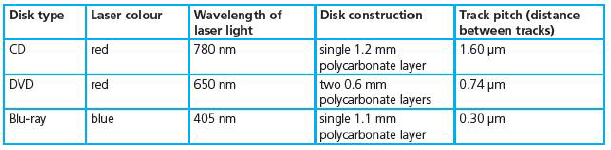 Disk type Laser colour Wavelength of laser light Disk construction Track pitch (distance between tracks)
CD red 780 nm single 1.2 mm polycarbonate layer 1.60 µm
DVD red 650 nm two 0.6 mm polycarbonate layers 0.74 µm
Blu-ray blue 405 nm single 1.1 mm polycarbonate layer 0.30 µm